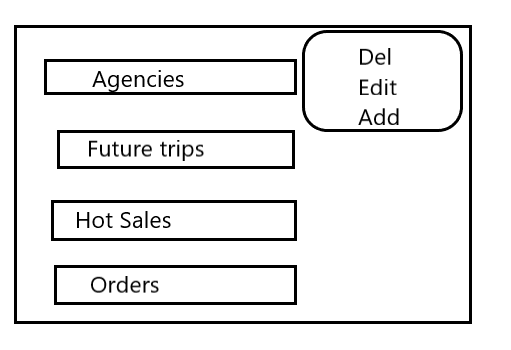 Agencies
Del
Edit
Add
Future trips
Hot Sales
Orders